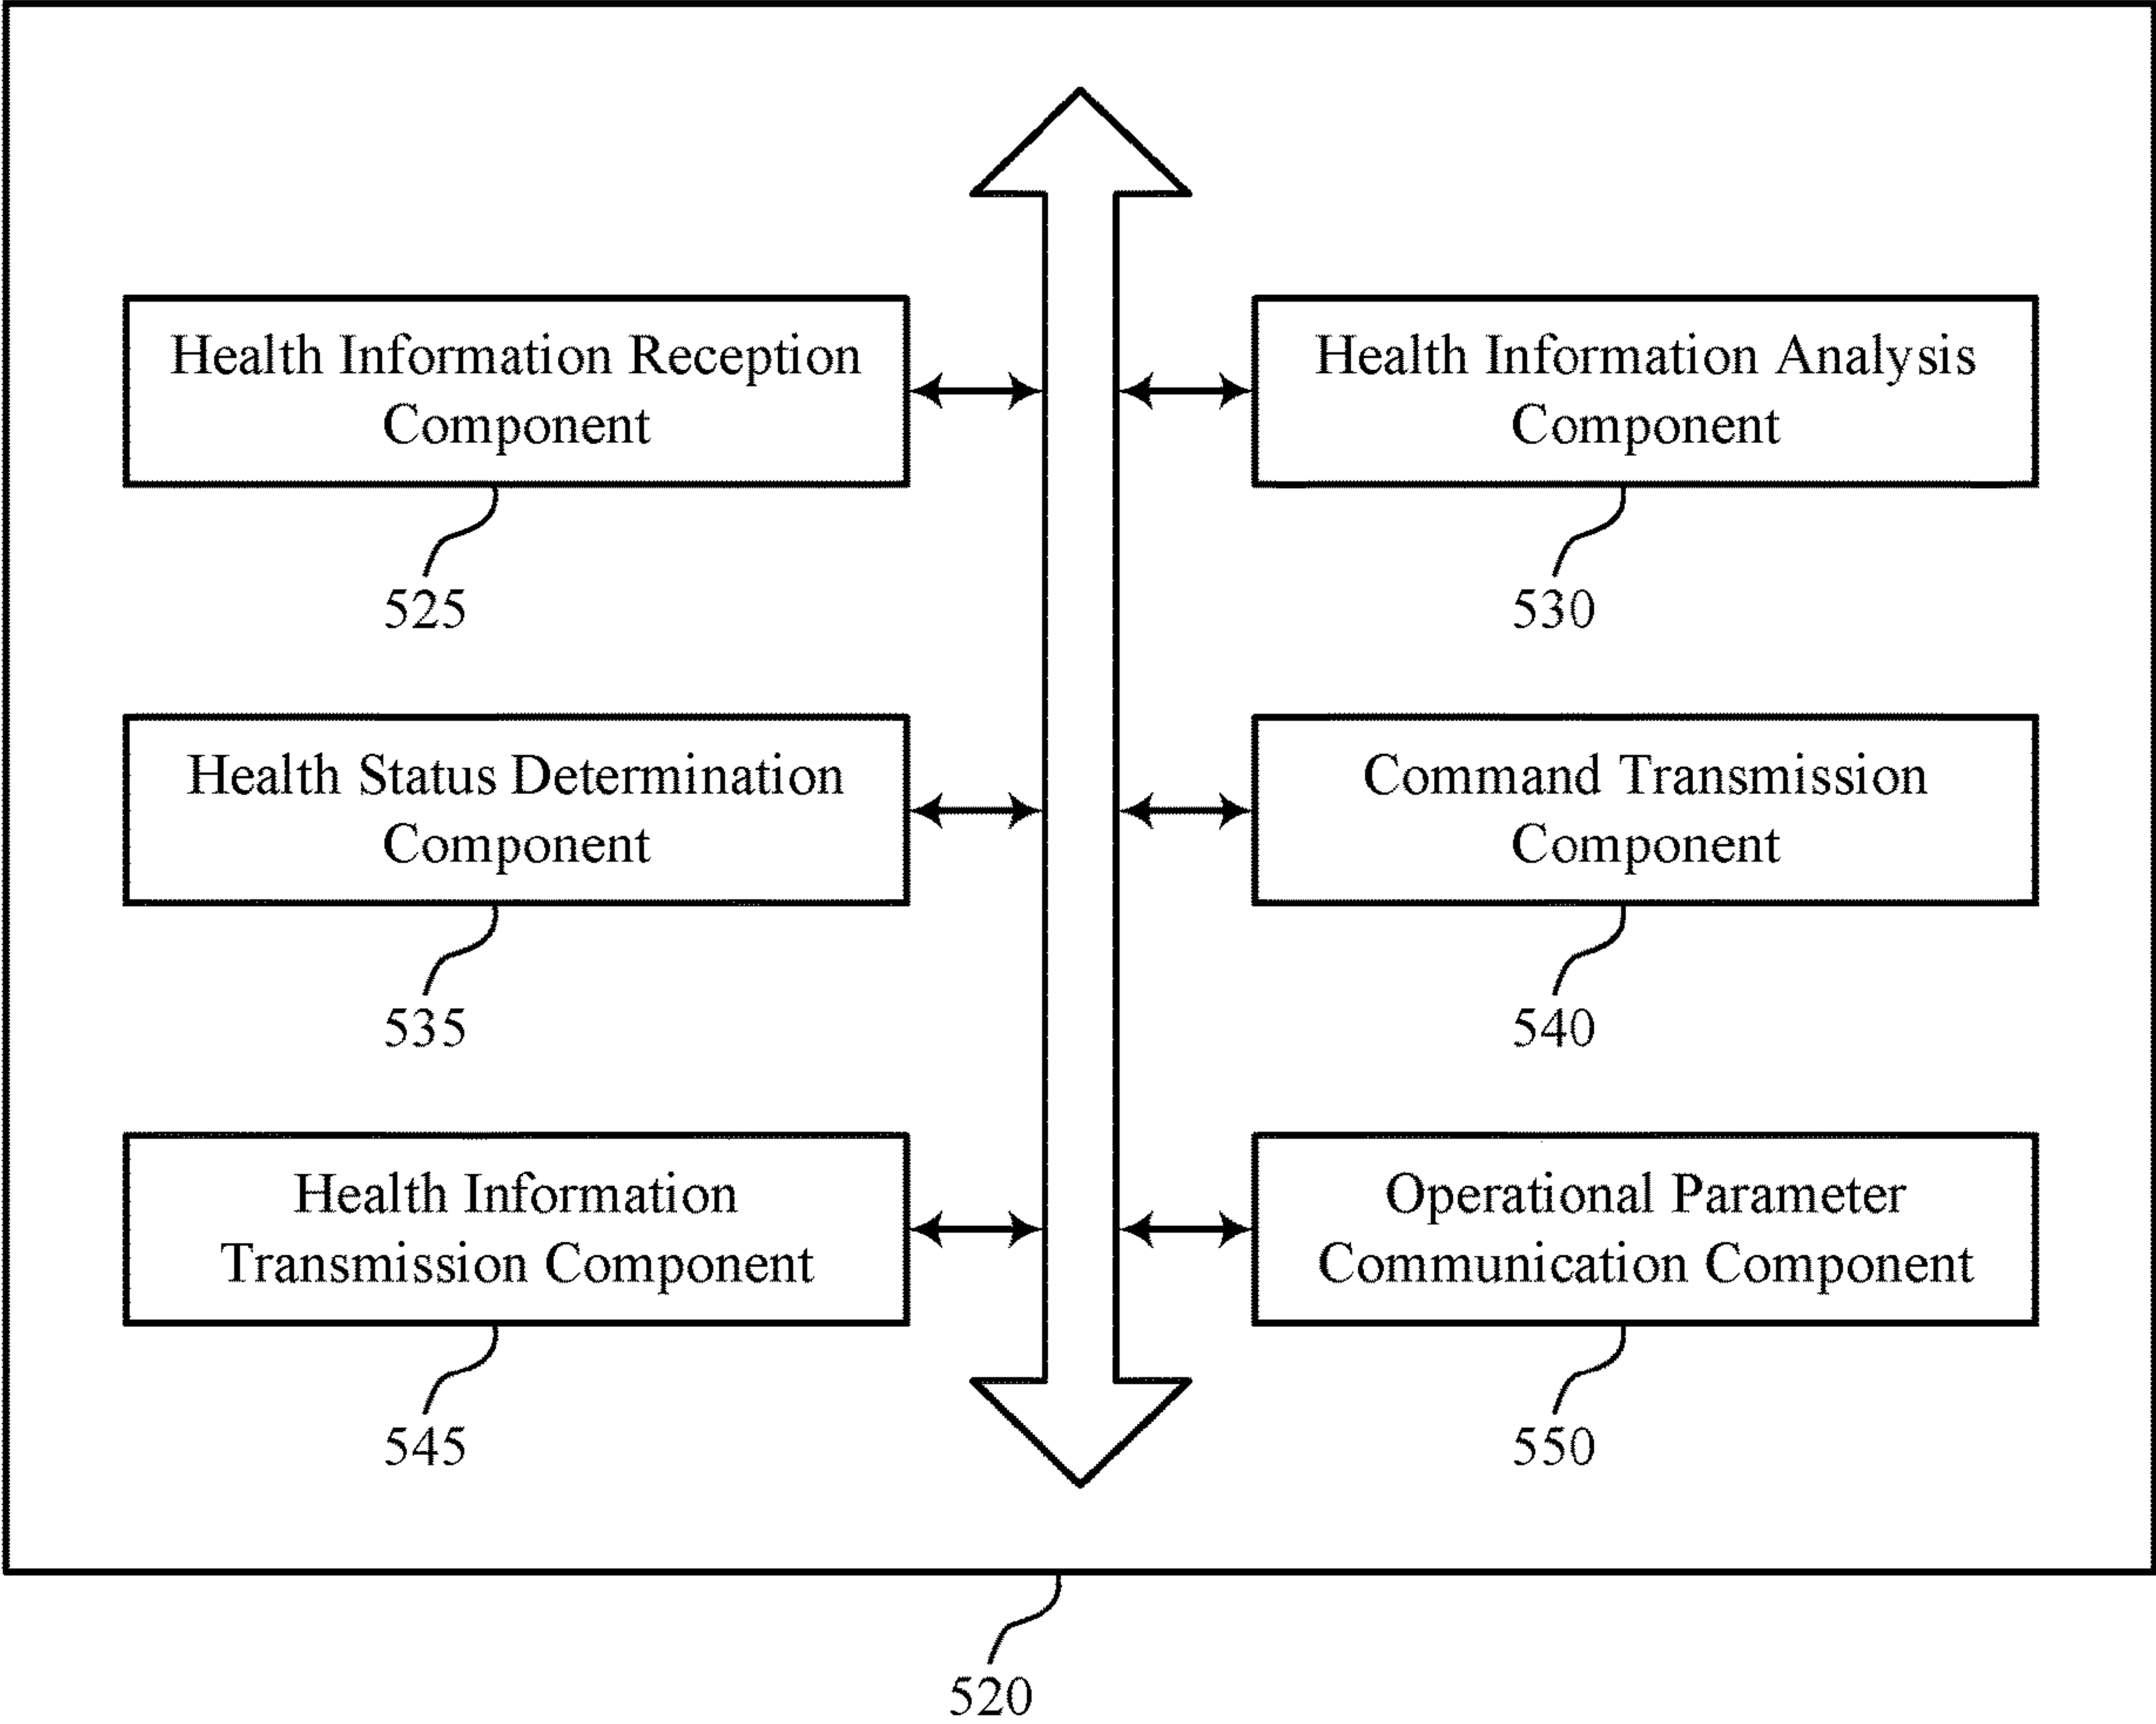 Health Information Reception
Component
525
Health Information Analysis
Component
530
Health Status Determination
Component
535
Command Transmission
Component
540
Health Information
Transmission Component
545
Operational Parameter
Communication Component
550
520